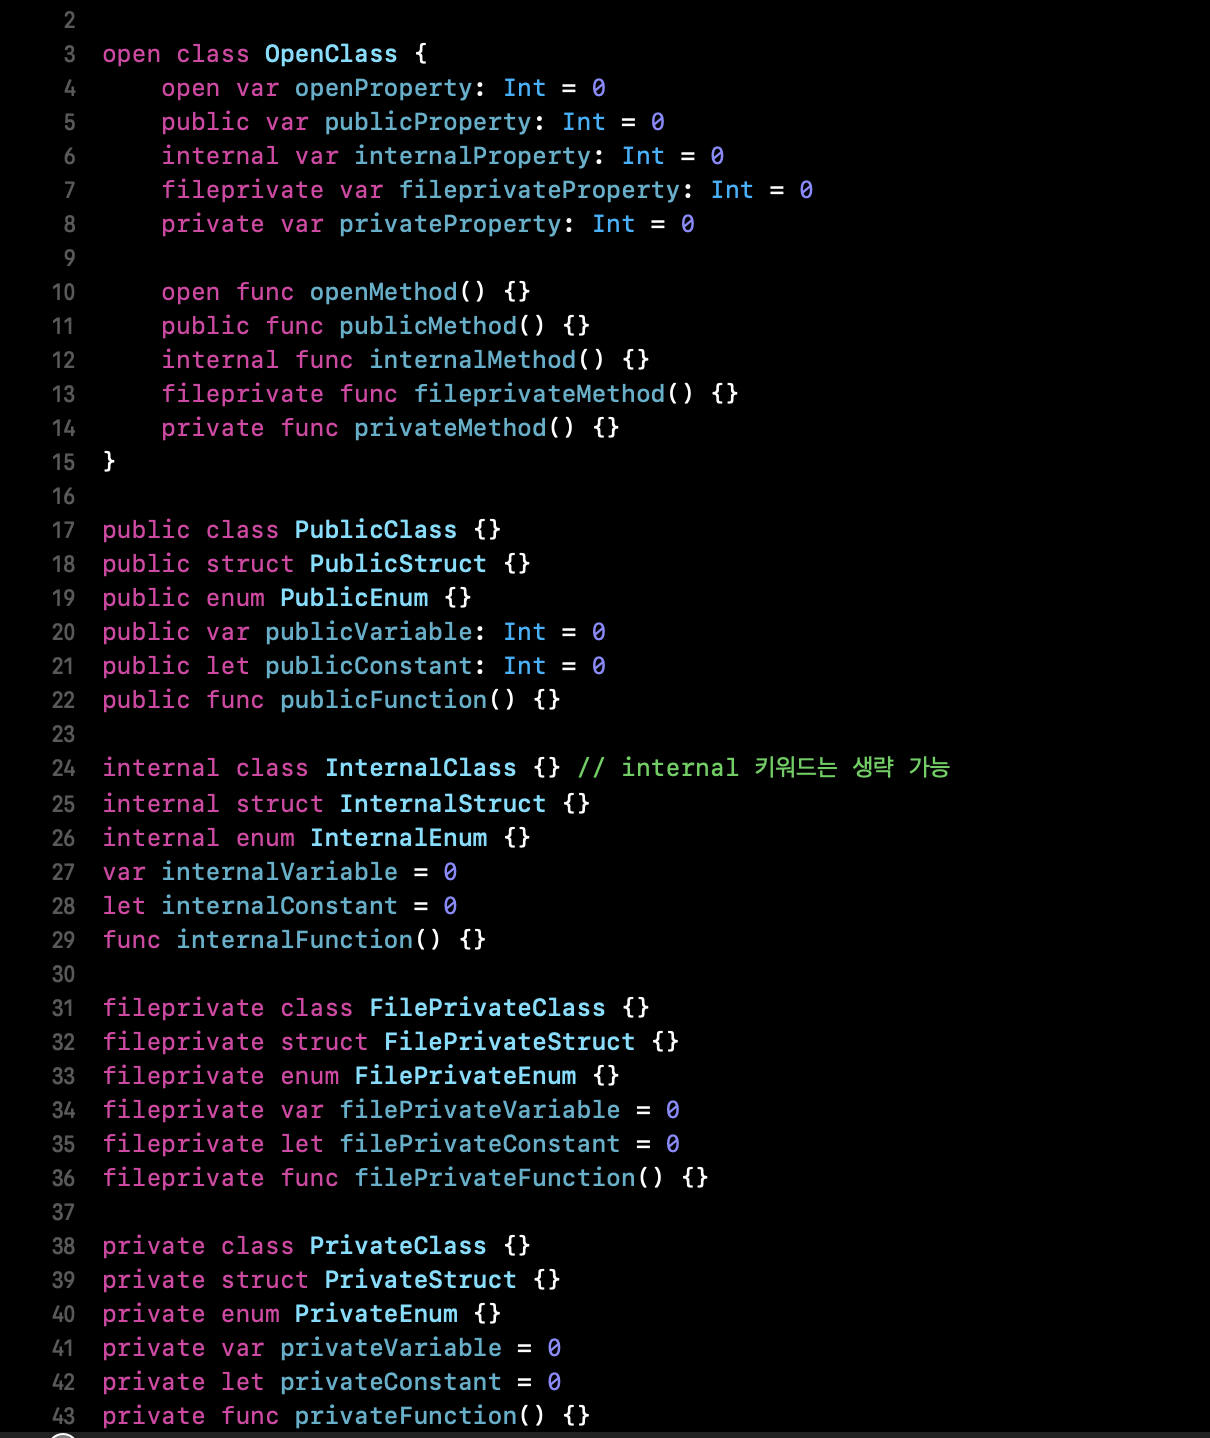 2
3 open class OpenClass {
4     open var openProperty: Int = 0
5     public var publicProperty: Int = 0
6     internal var internalProperty: Int = 0
7     fileprivate var fileprivateProperty: Int = 0
8     private var privateProperty: Int = 0
9
10     open func openMethod() {}
11     public func publicMethod() {}
12     internal func internalMethod() {}
13     fileprivate func fileprivateMethod() {}
14     private func privateMethod() {}
15 }
16
17 public class PublicClass {}
18 public struct PublicStruct {}
19 public enum PublicEnum {}
20 public var publicVariable: Int = 0
21 public let publicConstant: Int = 0
22 public func publicFunction() {}
23
24 internal class InternalClass {} // internal 키워드는 생략 가능
25 internal struct InternalStruct {}
26 internal enum InternalEnum {}
27 var internalVariable = 0
28 let internalConstant = 0
29 func internalFunction() {}
30
31 fileprivate class FilePrivateClass {}
32 fileprivate struct FilePrivateStruct {}
33 fileprivate enum FilePrivateEnum {}
34 fileprivate var filePrivateVariable = 0
35 fileprivate let filePrivateConstant = 0
36 fileprivate func filePrivateFunction() {}
37
38 private class PrivateClass {}
39 private struct PrivateStruct {}
40 private enum PrivateEnum {}
41 private var privateVariable = 0
42 private let privateConstant = 0
43 private func privateFunction() {}